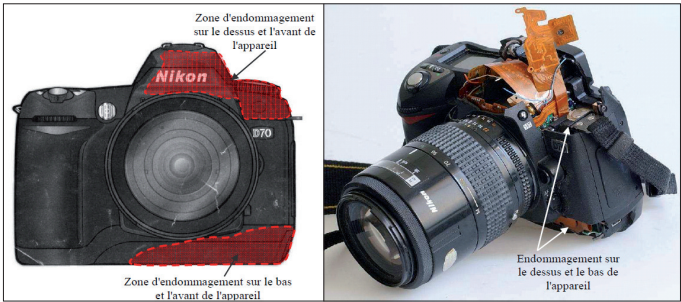 Zone d'endommagement
sur le dessus et l'avant de
l'appareil
Nikon
D70
Zone d'endommagement sur le bas
et l'avant de l'appareil
Nikon
Endommagement sur
le dessus et le bas de
l'appareil